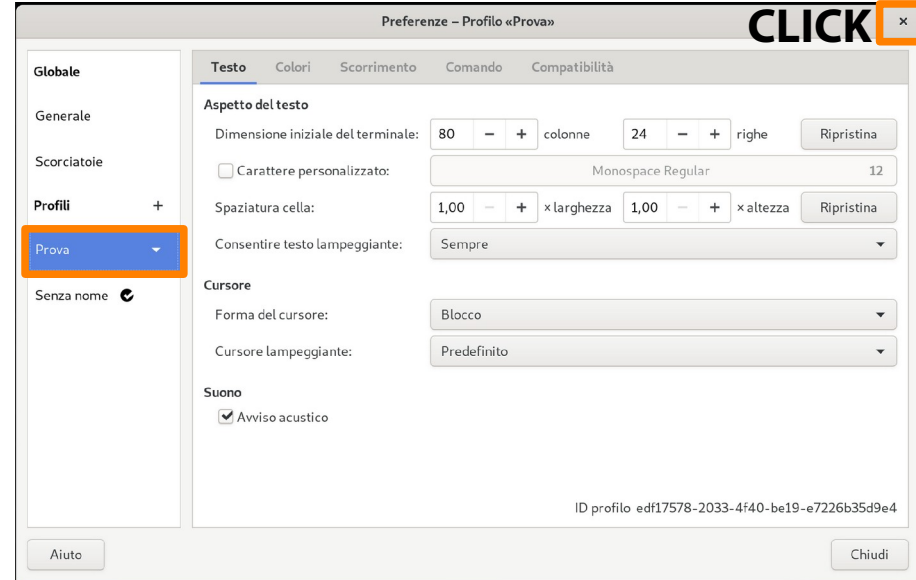 Preferenze – Profilo «Prova»
CLICK
×
Globale
Generale
Scorciatoie
Profili +
Prova
Senza nome
Testo Colori Scorrimento Comando Compatibilità
Aspetto del testo
Dimensione iniziale del terminale: 80 − + colonne 24 − + righe Ripristina
Carattere personalizzato: Monospace Regular 12
Spaziatura cella: 1,00 − + × larghezza 1,00 − + × altezza Ripristina
Consentire testo lampeggiante: Sempre
Cursore
Forma del cursore: Blocco
Cursore lampeggiante: Predefinito
Suono
Avviso acustico
ID profilo edf17578-2033-4f40-be19-e7226b35d9e4
Aiuto Chiudi